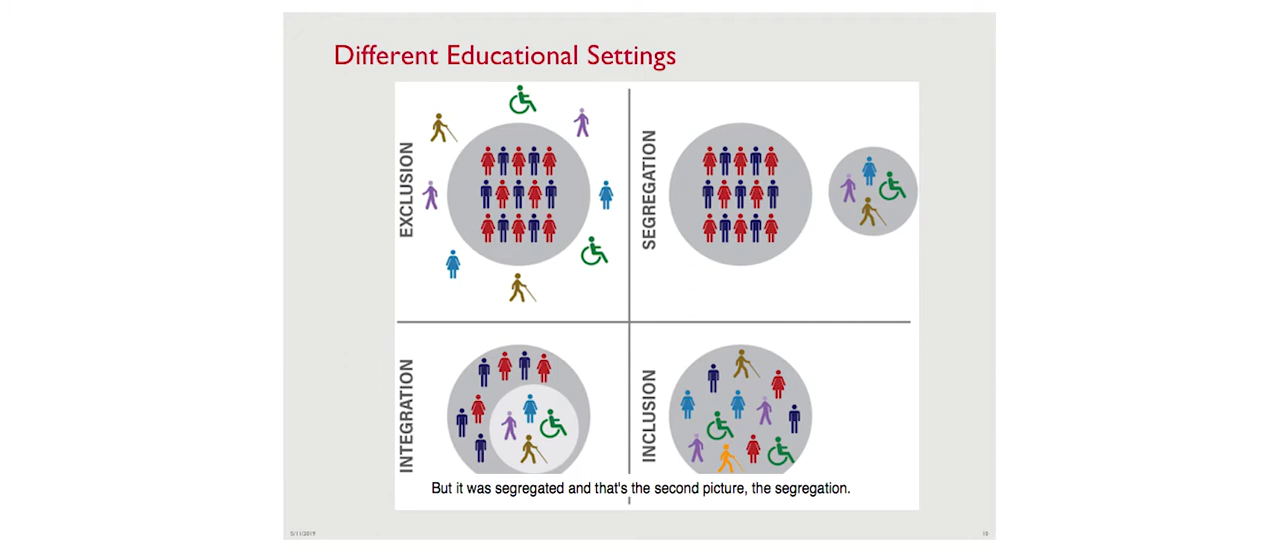 Different Educational Settings
EXCLUSION
SEGREGATION
INTEGRATION
INCLUSION
But it was segregated and that's the second picture, the segregation.
5/11/2019
10